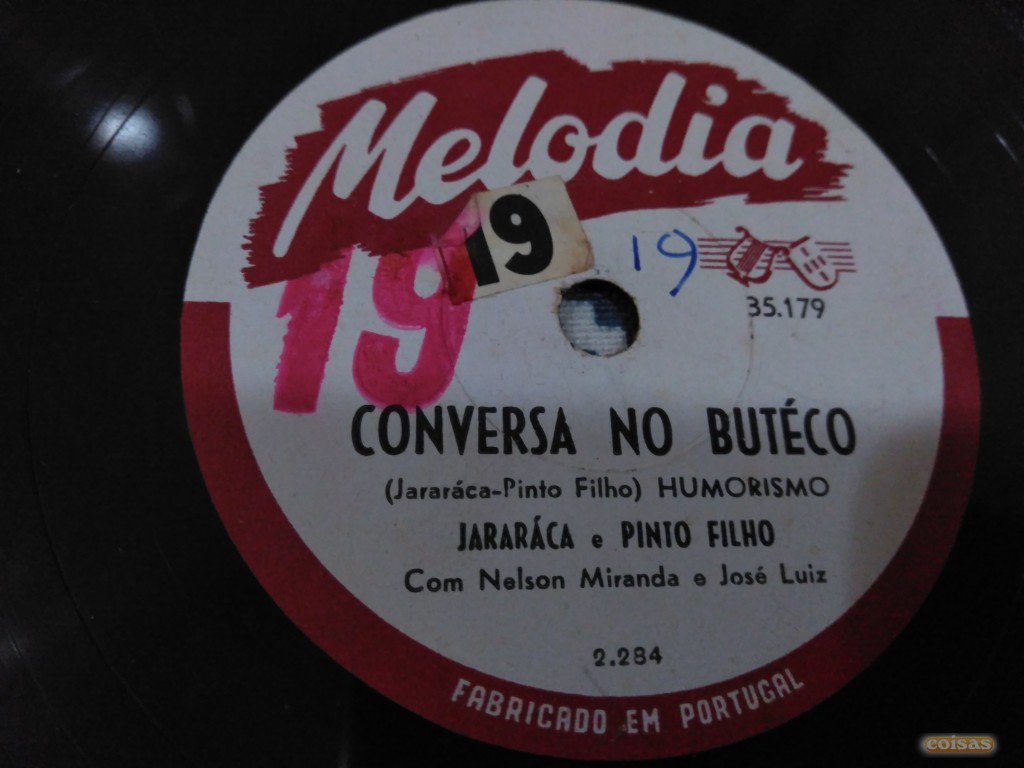 Melodia
19
19
19
35.179
CONVERSA NO BUTÉCO
(Jararáca-Pinto Filho) HUMORISMO
JARARÁCA e PINTO FILHO
Com Nelson Miranda e José Luiz
2.284
FABRICADO EM PORTUGAL
coisas